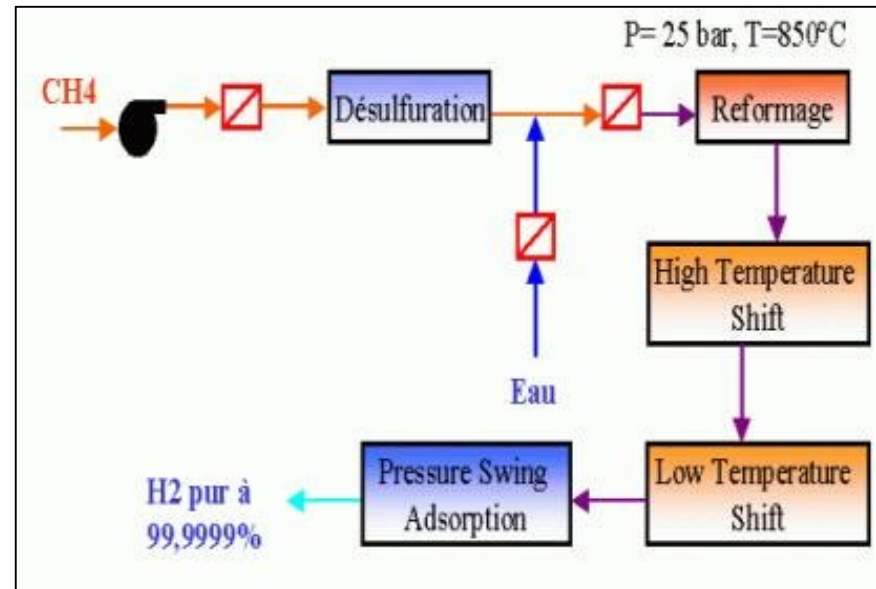 P= 25 bar, T=850°C
CH4
Désulfuration
Reformage
High Temperature
Shift
Eau
Low Temperature
Shift
Pressure Swing
Adsorption
H2 pur à
99,9999%